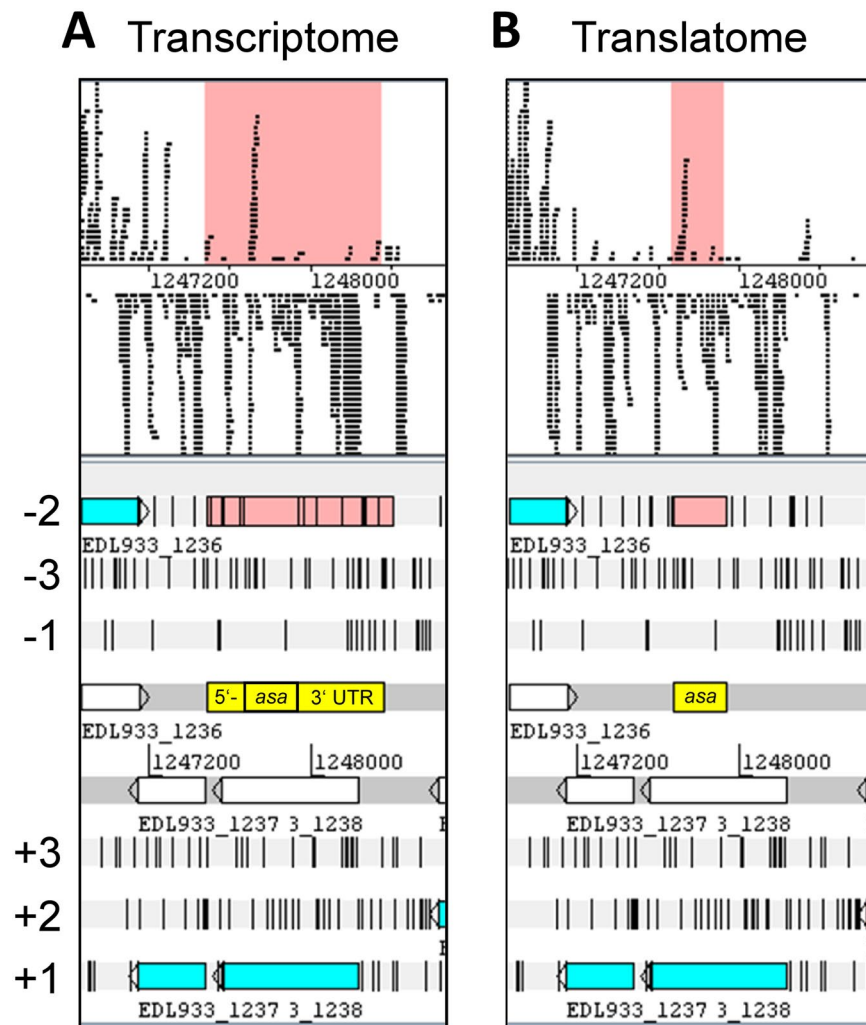 A Transcriptome
B Translatome
1247200 1248000
1247200 1248000
-2
EDL933_1236
EDL933_1236
-3
-1
5‘- asa 3‘ UTR
asa
EDL933_1236
EDL933_1236
1247200 1248000
1247200 1248000
EDL933_1237 3_1238
EDL933_1237 3_1238
+3
+2
+1
EDL933_1237 3_1238
EDL933_1237 3_1238